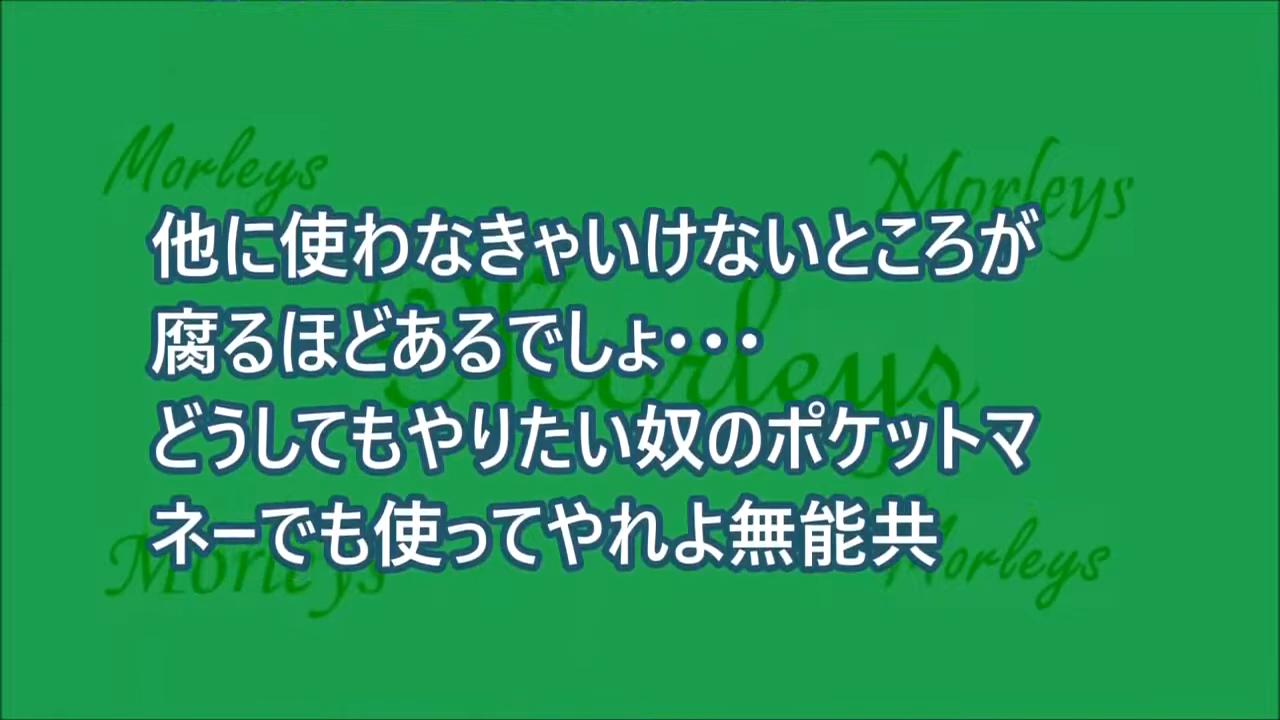 Morleys
Morleys
他に使わなきゃいけないところが
腐るほどあるでしょ・・・
Morleys
どうしてもやりたい奴のポケットマ
ネーでも使ってやれよ無能共
Morleys
Morleys